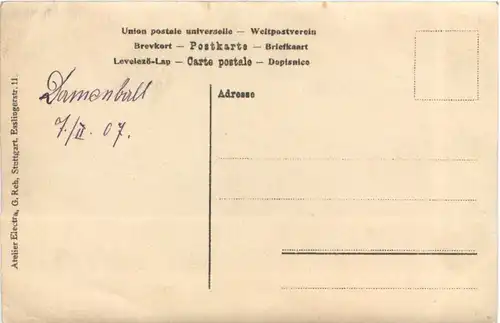 Union postale universelle — Weltpostverein
Brevkort — Postkarte — Briefkaart
Levelező-Lap — Carte postale — Dopisnice
Adresse
Damenball
7./II. 07.
Atelier Electra, G. Reh, Stuttgart, Esslingerstr. 11.